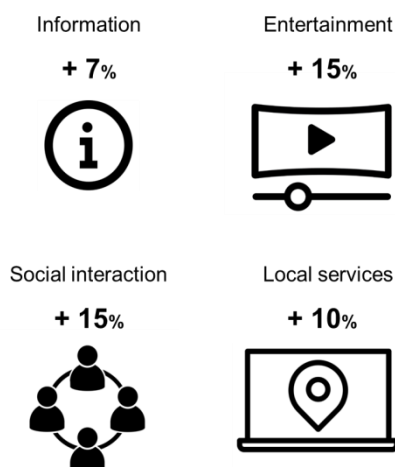 Information
+ 7%
Entertainment
+ 15%
Social interaction
+ 15%
Local services
+ 10%